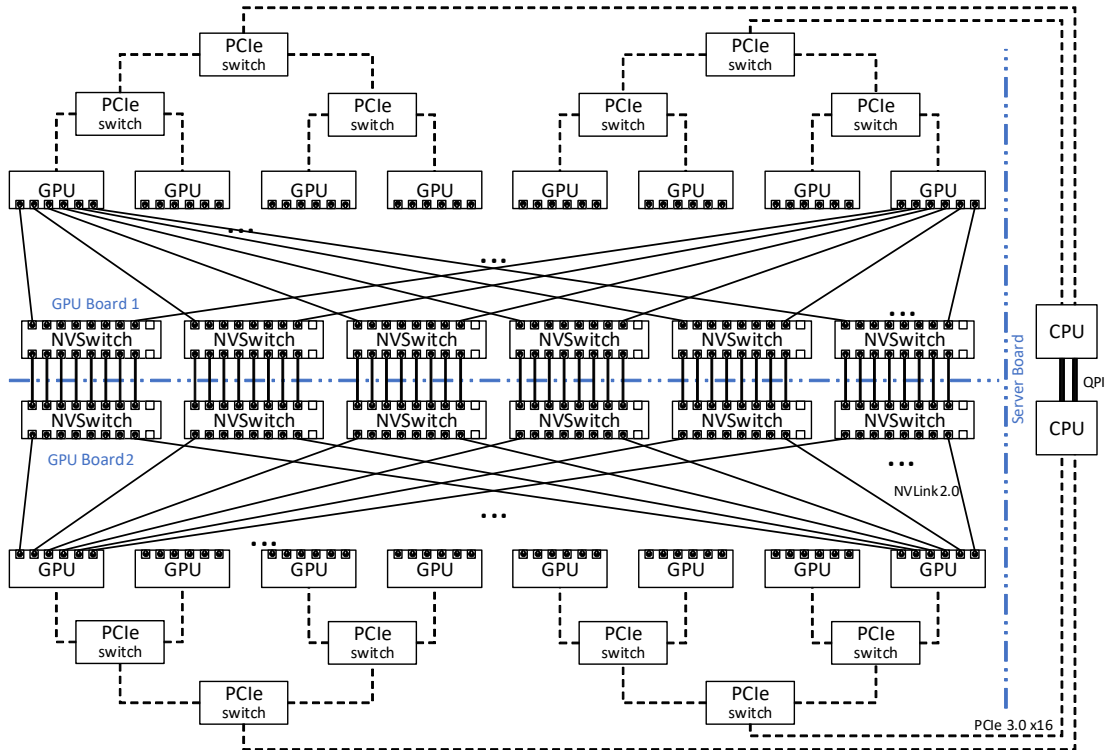 PCIe
switch
PCIe
switch
PCIe
switch
PCIe
switch
PCIe
switch
PCIe
switch
GPU
GPU
GPU
GPU
GPU
GPU
GPU
GPU
...
...
GPU Board 1
...
NVSwitch
NVSwitch
NVSwitch
NVSwitch
NVSwitch
NVSwitch
CPU
Server Board
QPI
NVSwitch
NVSwitch
NVSwitch
NVSwitch
NVSwitch
NVSwitch
CPU
GPU Board 2
...
NVLink 2.0
...
...
GPU
GPU
GPU
GPU
GPU
GPU
GPU
GPU
PCIe
switch
PCIe
switch
PCIe
switch
PCIe
switch
PCIe
switch
PCIe
switch
PCIe 3.0 x16